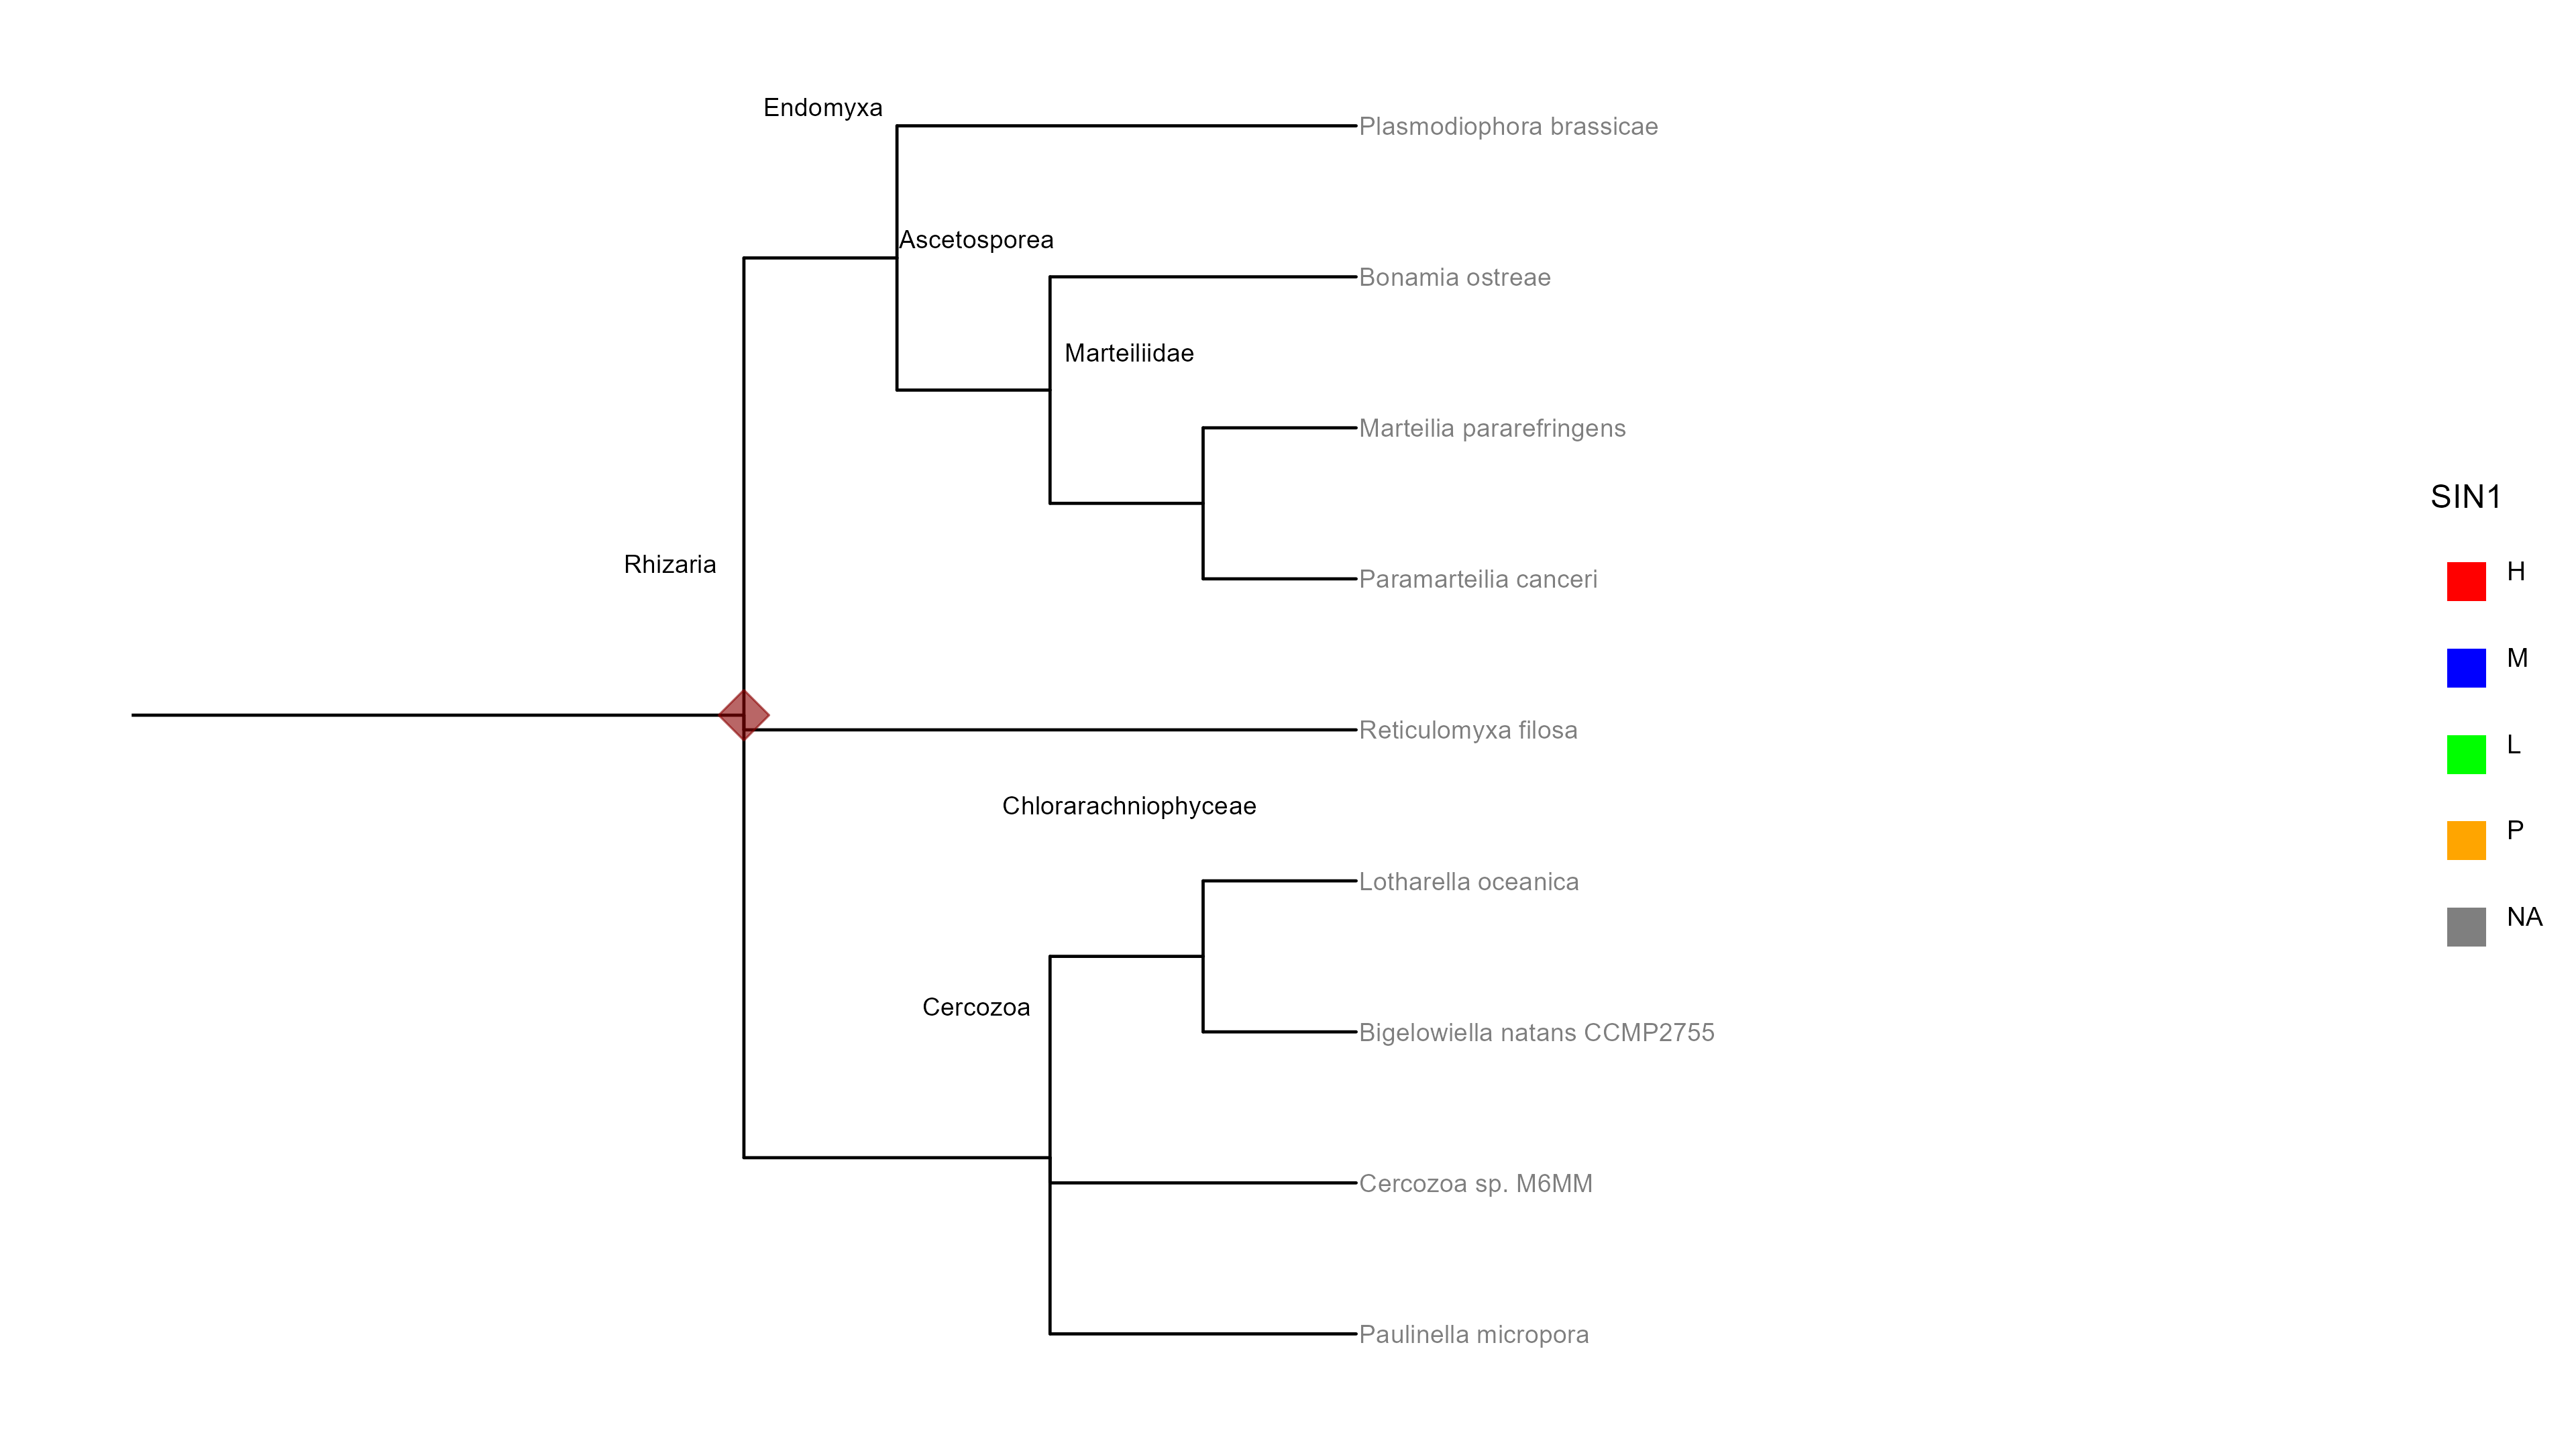 Endomyxa
Plasmodiophora brassicae
Ascetosporea
Bonamia ostreae
Marteiliidae
Marteilia pararefringens
Rhizaria
Paramarteilia canceri
Reticulomyxa filosa
Chlorarachniophyceae
Lotharella oceanica
Cercozoa
Bigelowiella natans CCMP2755
Cercozoa sp. M6MM
Paulinella micropora
SIN1
H
M
L
P
NA